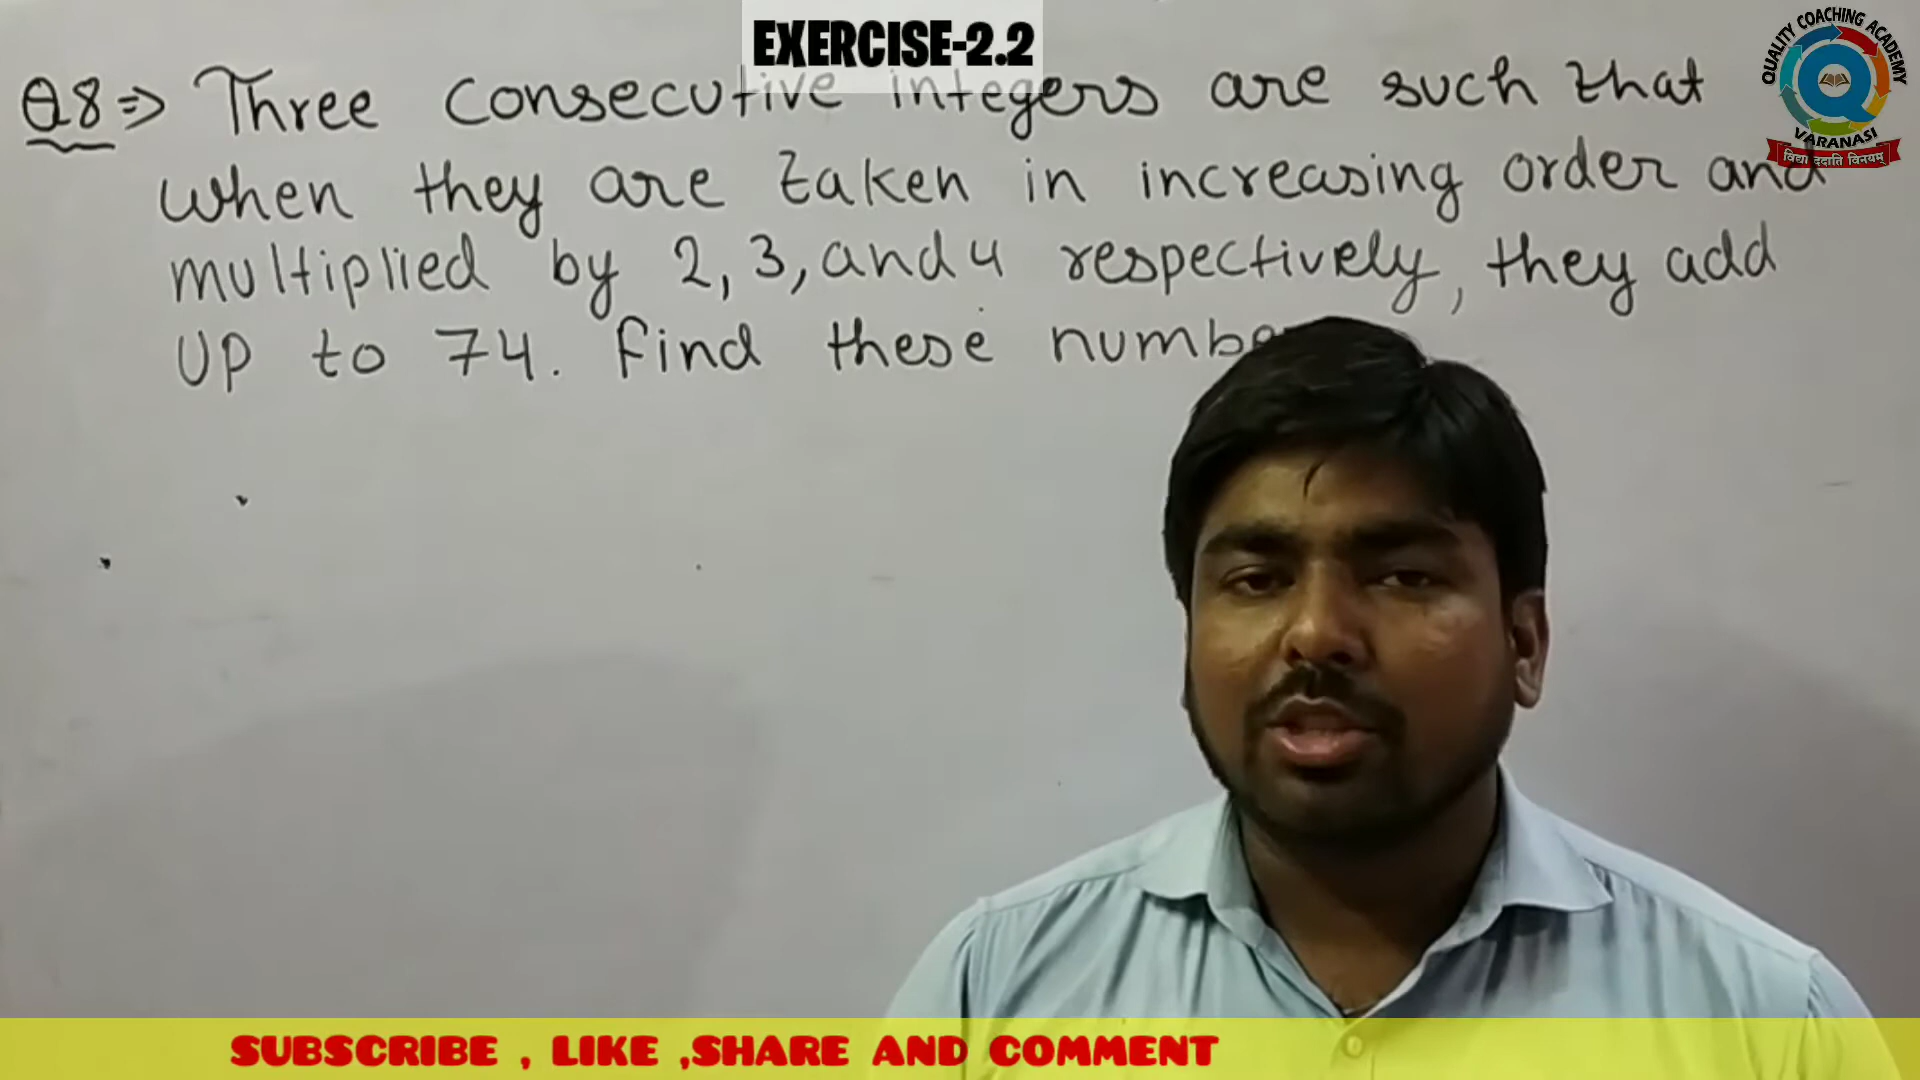 EXERCISE-2.2
Q8⇒ Three consecutive integers are such that
when they are taken in increasing order and
multiplied by 2, 3, and 4 respectively, they add
UP to 74. Find these
QUALITY COACHING ACADEMY
VARANASI
विद्या ददाति विनयम्
SUBSCRIBE , LIKE ,SHARE AND COMMENT